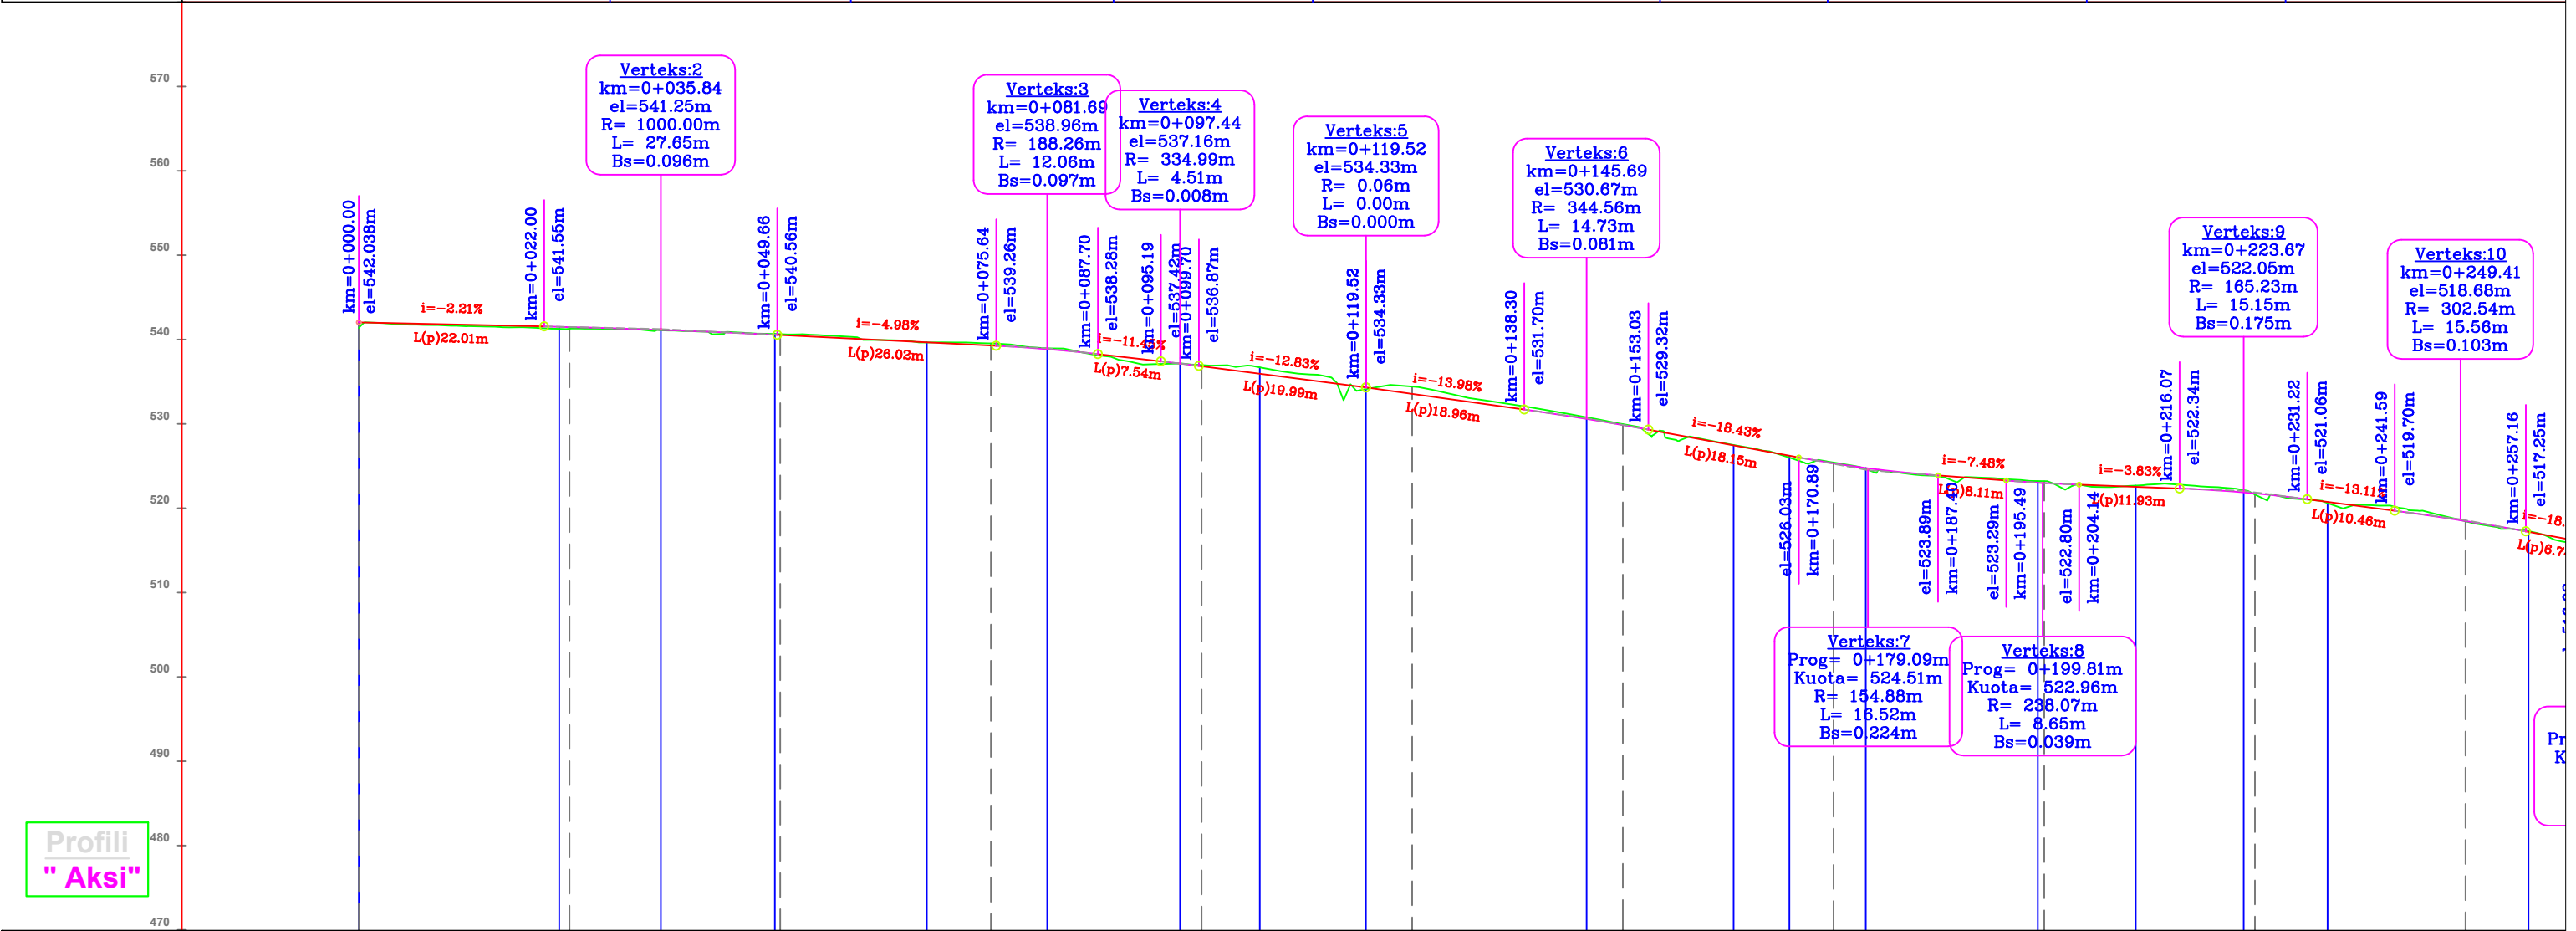 570
560
550
540
530
520
510
500
490
480
470
Profili
" Aksi"
km=0+000.00
el=542.038m
i=-2.21%
L(p)22.01m
km=0+022.00
el=541.55m
Verteks:2
km=0+035.84
el=541.25m
R= 1000.00m
L= 27.65m
Bs=0.096m
km=0+049.66
el=540.56m
i=-4.98%
L(p)26.02m
km=0+075.64
el=539.26m
Verteks:3
km=0+081.69
el=538.96m
R= 188.26m
L= 12.06m
Bs=0.097m
km=0+087.70
el=538.28m
L(p)7.54m
km=0+095.19
el=537.42m
Verteks:4
km=0+097.44
el=537.16m
R= 334.99m
L= 4.51m
Bs=0.008m
km=0+099.70
el=536.87m
i=-12.83%
L(p)19.99m
Verteks:5
km=0+119.52
el=534.33m
R= 0.06m
L= 0.00m
Bs=0.000m
km=0+119.52
el=534.33m
i=-13.98%
L(p)18.96m
km=0+138.30
el=531.70m
Verteks:6
km=0+145.69
el=530.67m
R= 344.56m
L= 14.73m
Bs=0.081m
km=0+153.03
el=529.32m
i=-18.43%
L(p)18.15m
el=526.03m
km=0+170.89
Verteks:7
Prog= 0+179.09m
Kuota= 524.51m
R= 154.88m
L= 16.52m
Bs=0.224m
el=523.89m
km=0+187.40
i=-7.48%
L(p)8.11m
el=523.29m
km=0+195.49
Verteks:8
Prog= 0+199.81m
Kuota= 522.96m
R= 238.07m
L= 8.65m
Bs=0.039m
el=522.80m
km=0+204.14
i=-3.83%
L(p)11.93m
km=0+216.07
el=522.34m
Verteks:9
km=0+223.67
el=522.05m
R= 165.23m
L= 15.15m
Bs=0.175m
km=0+231.22
el=521.06m
i=-13.11%
L(p)10.46m
km=0+241.59
el=519.70m
Verteks:10
km=0+249.41
el=518.68m
R= 302.54m
L= 15.56m
Bs=0.103m
km=0+257.16
el=517.25m
i=-18.
L(p)6.7
Pr
K